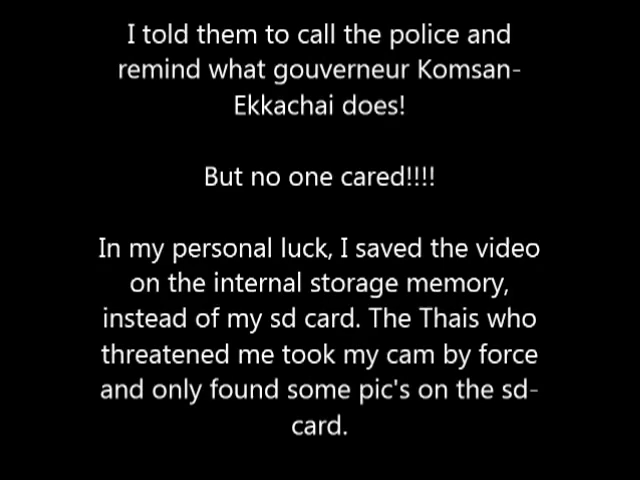 I told them to call the police and
remind what gouverneur Komsan-
Ekkachai does!
But no one cared!!!!
In my personal luck, I saved the video
on the internal storage memory,
instead of my sd card. The Thais who
threatened me took my cam by force
and only found some pic's on the sd-
card.